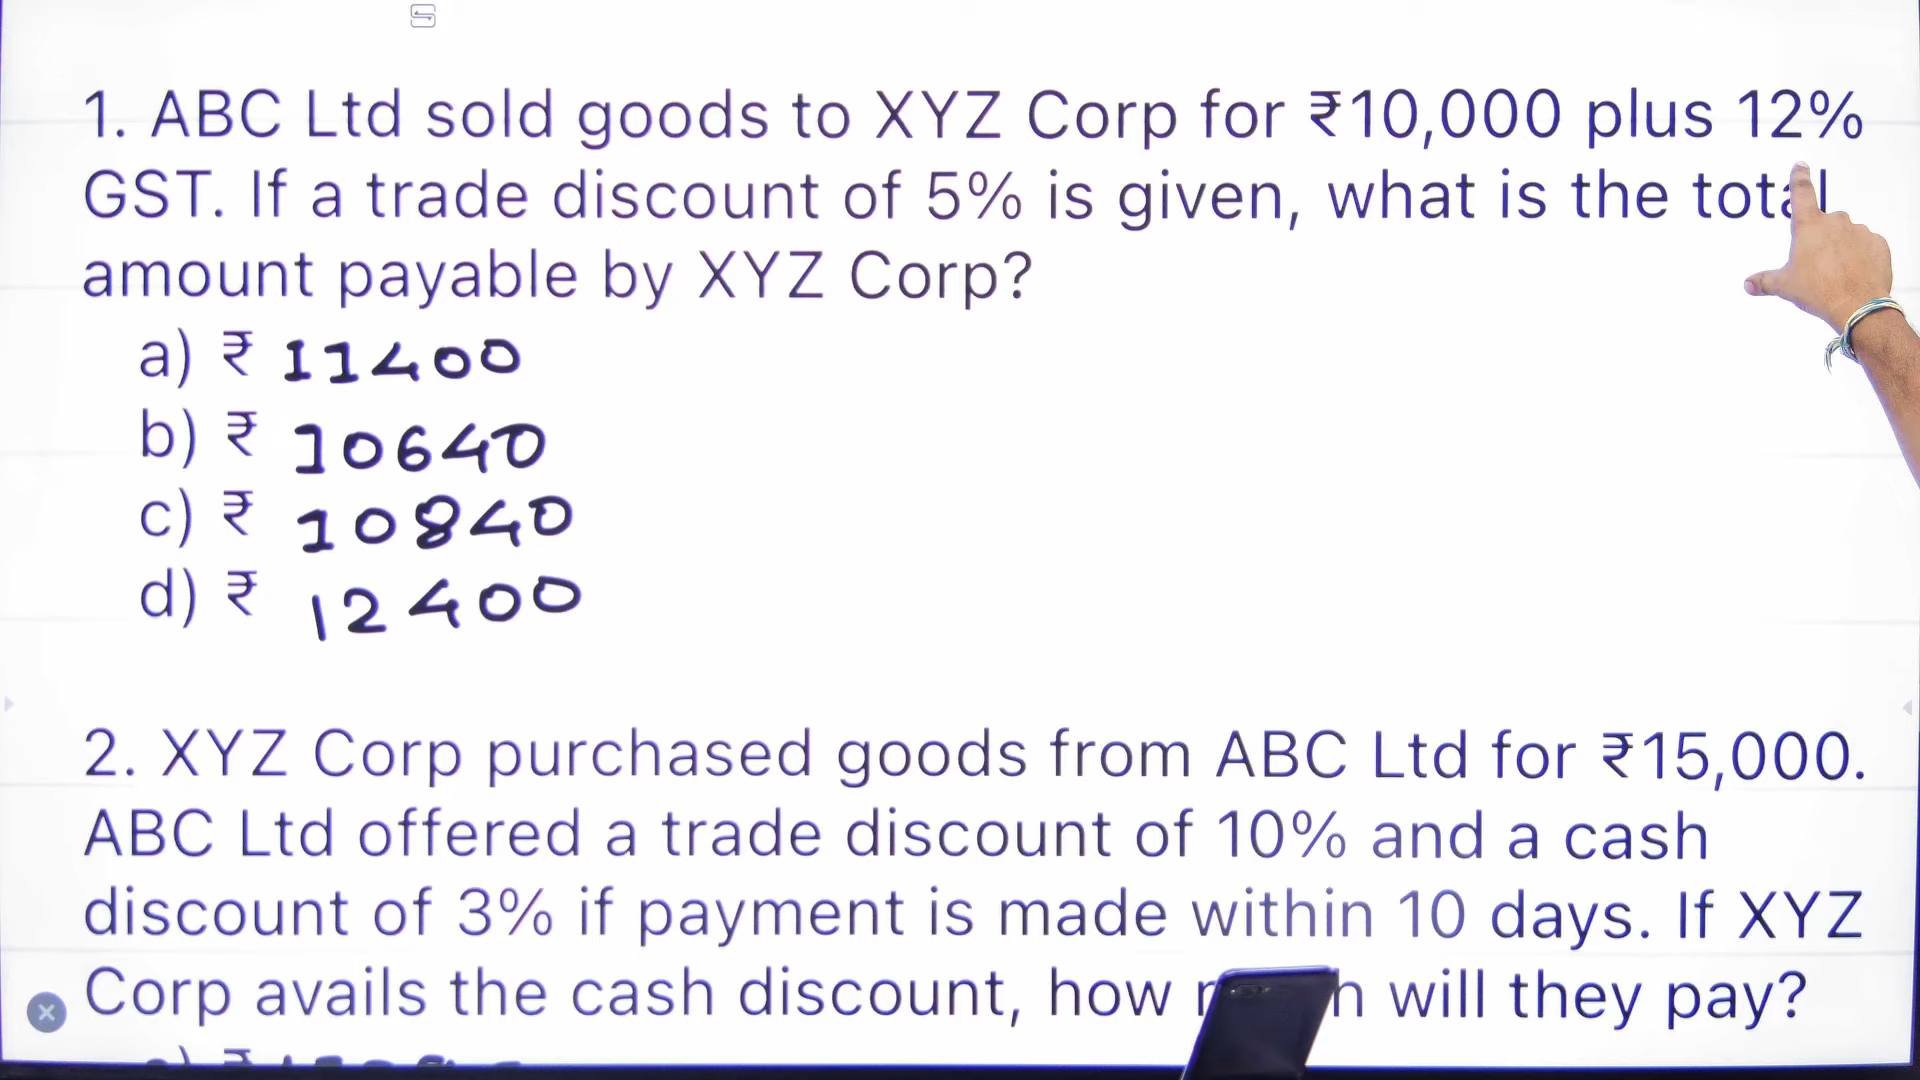 1. ABC Ltd sold goods to XYZ Corp for ₹10,000 plus 12%
GST. If a trade discount of 5% is given, what is the total
amount payable by XYZ Corp?
a) ₹ 11400
b) ₹ 10640
c) ₹ 10840
d) ₹ 12400
2. XYZ Corp purchased goods from ABC Ltd for ₹15,000.
ABC Ltd offered a trade discount of 10% and a cash
discount of 3% if payment is made within 10 days. If XYZ
Corp avails the cash discount, how will they pay?